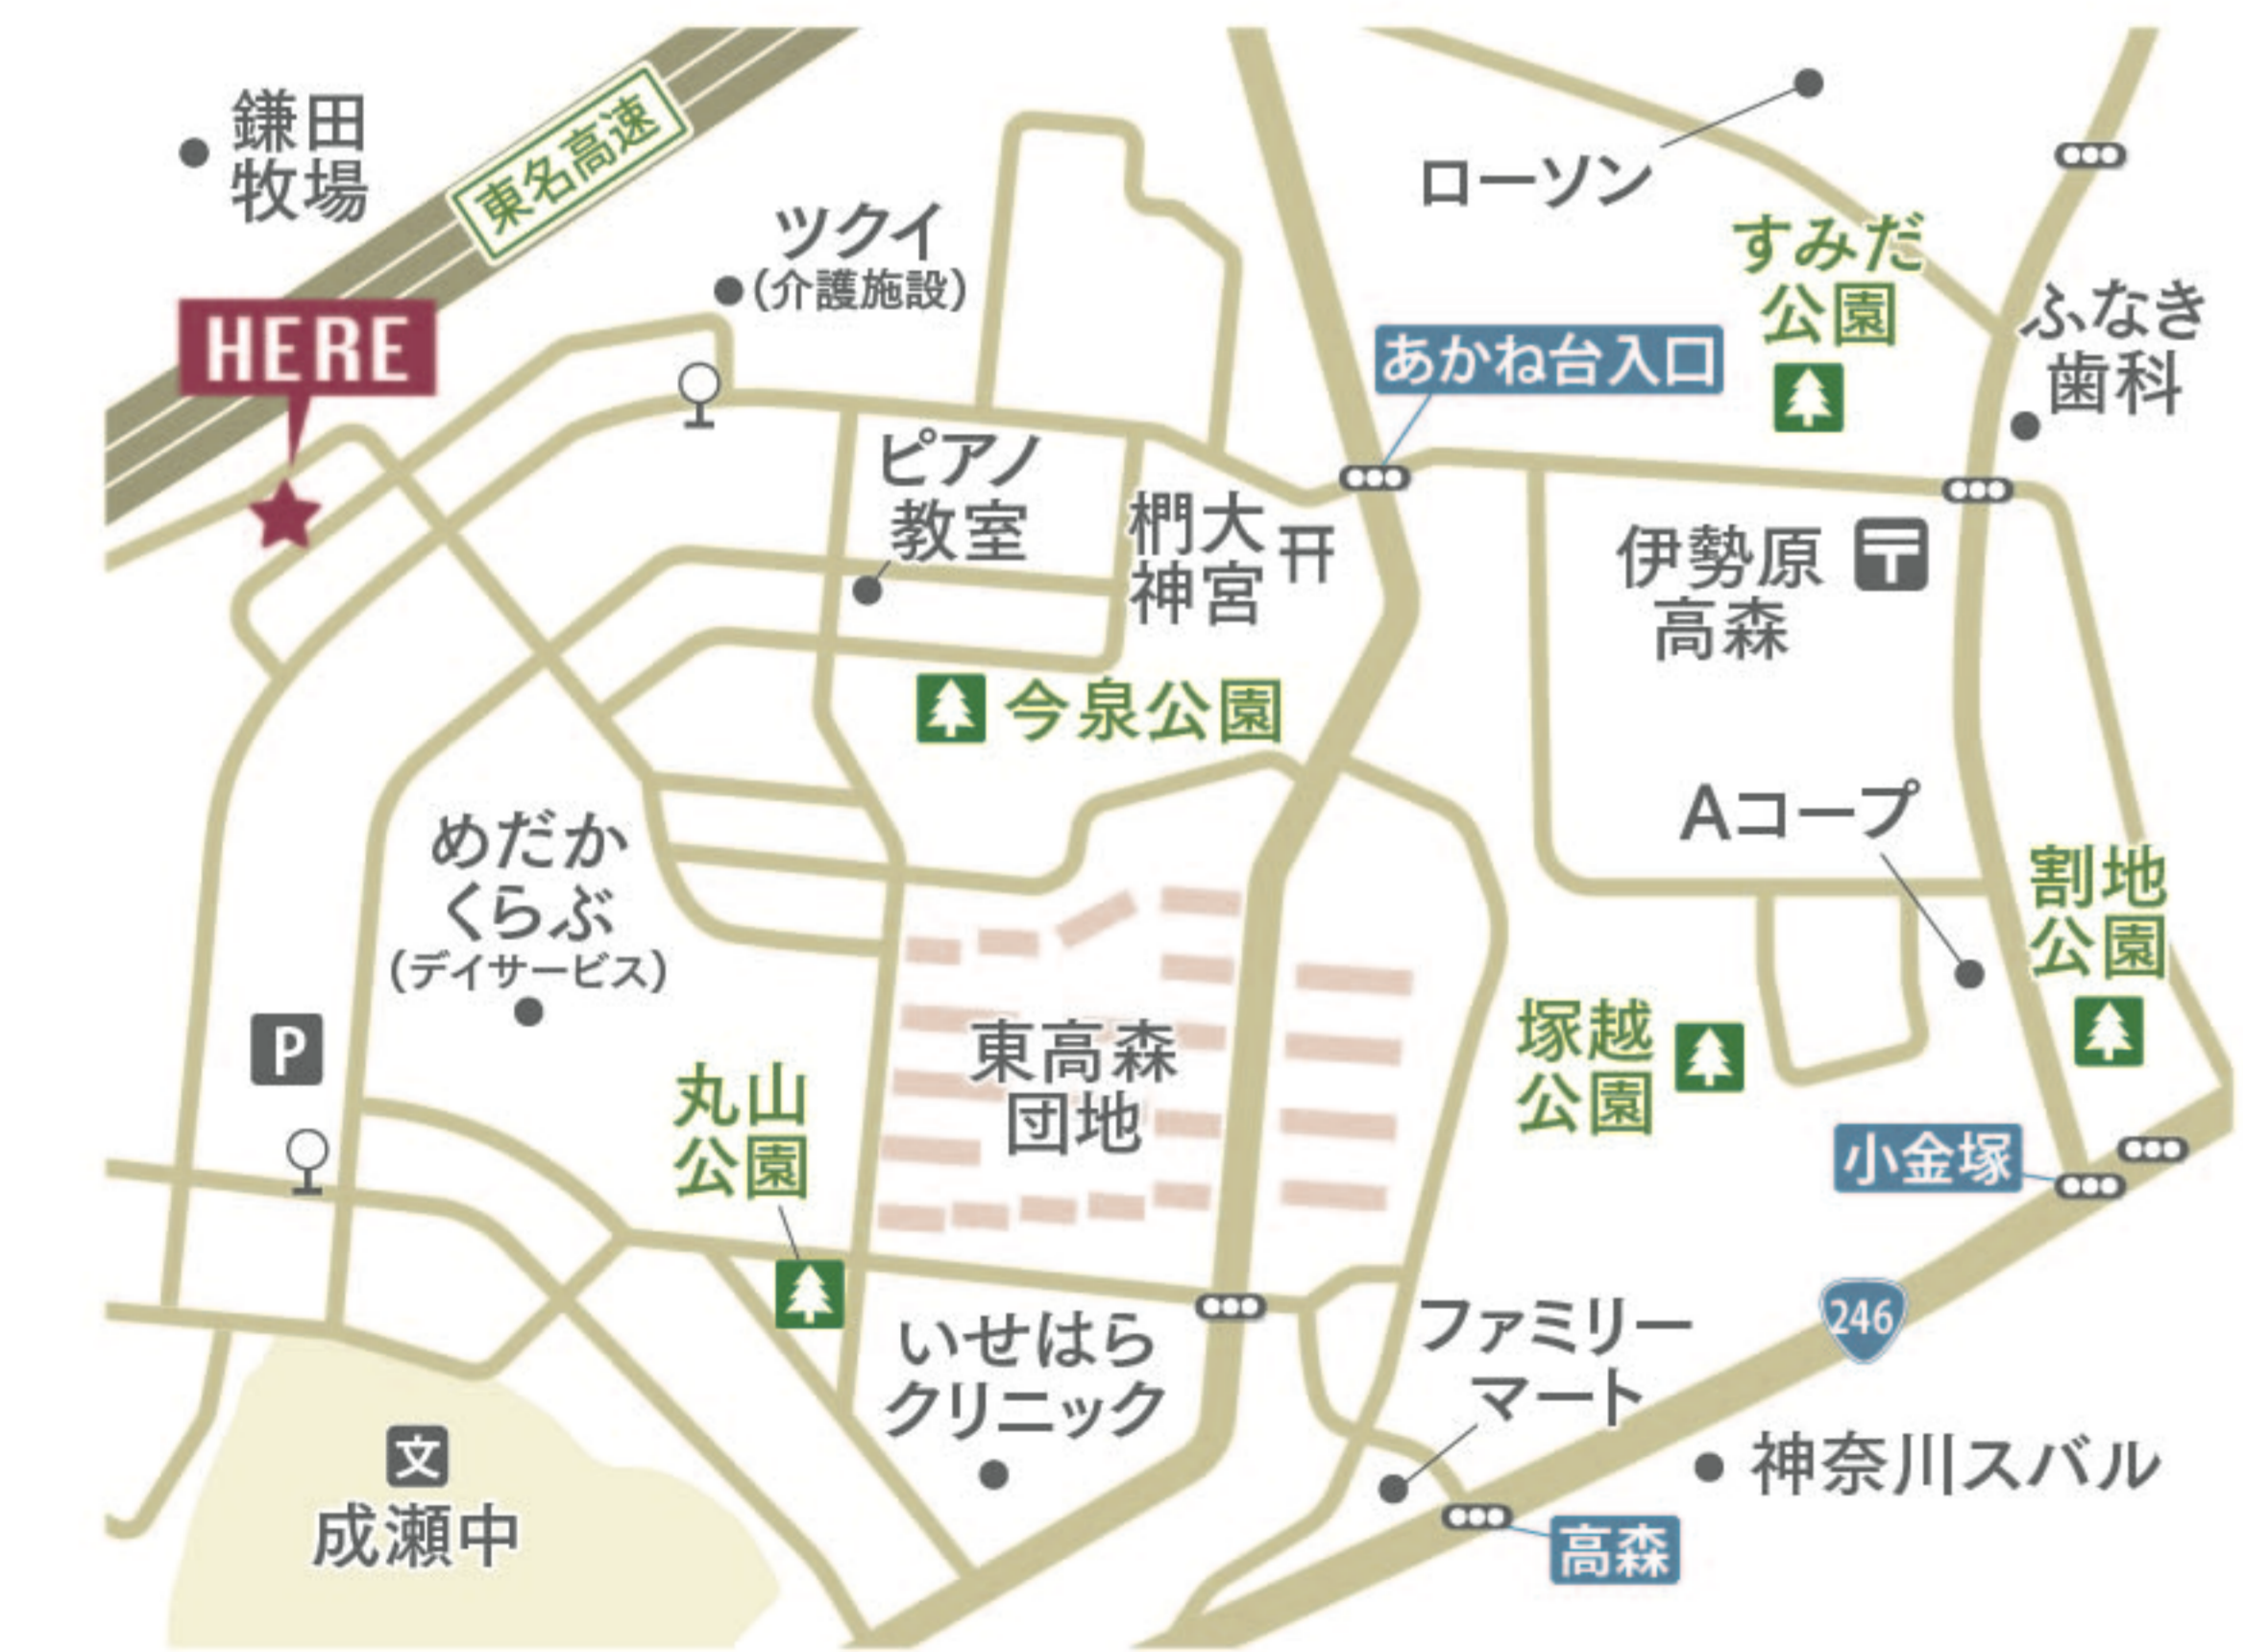 鎌田
牧場
東名高速
ローソン
ツクイ
(介護施設)
すみだ
公園
ふなき
歯科
HERE
あかね台入口
ピアノ
教室
椚大
神宮
伊勢原
高森
今泉公園
Aコープ
めだか
くらぶ
(デイサービス)
割地
公園
P
東高森
団地
塚越
公園
丸山
公園
小金塚
246
いせはら
クリニック
ファミリー
マート
文
成瀬中
神奈川スバル
高森